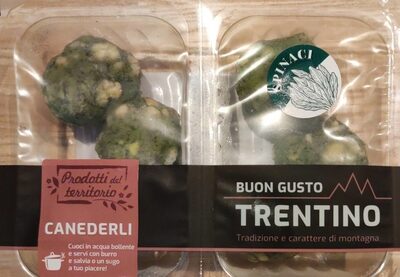 SPINACI
Prodotti del
territorio
CANEDERLI
Cuoci in acqua bollente
e servi con burro
e salvia o un sugo
a tuo piacere!
BUON GUSTO
TRENTINO
Tradizione e carattere di montagna